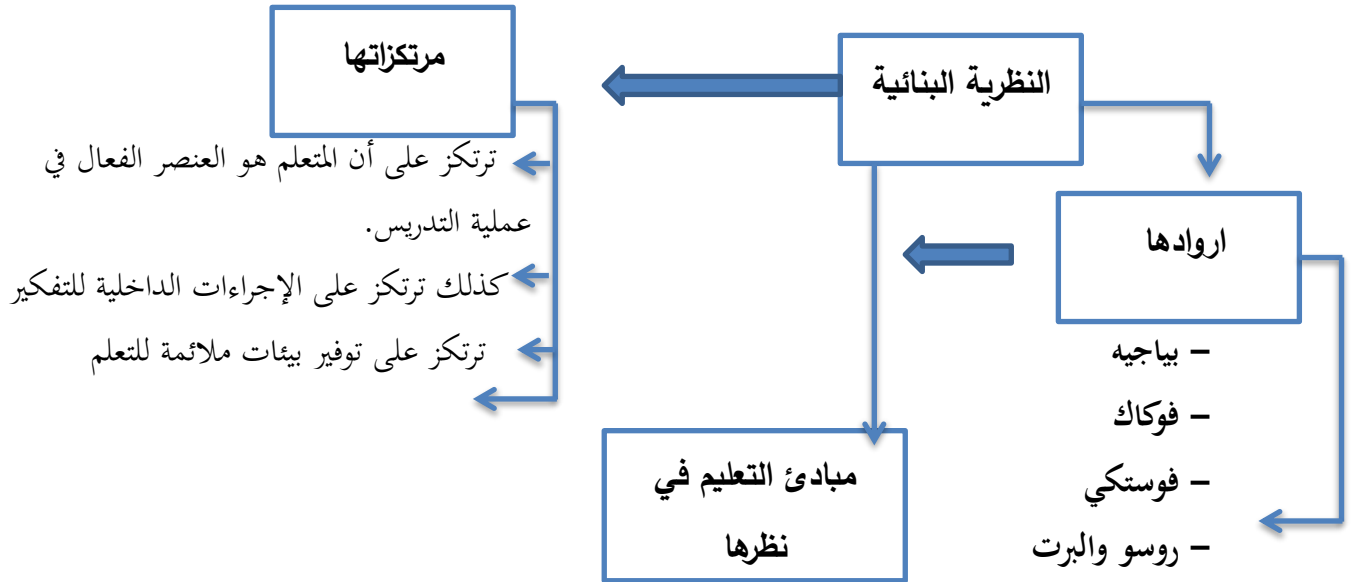 النظرية البنائية
مرتكزاتها
ترتكز على أن المتعلم هو العنصر الفعال في
عملية التدريس.
كذلك ترتكز على الإجراءات الداخلية للتفكير
ترتكز على توفير بيئات ملائمة للتعلم
اروادها
– بياجيه
– فوكاك
– فوستكي
– روسو والبرت
مبادئ التعليم في
نظرها